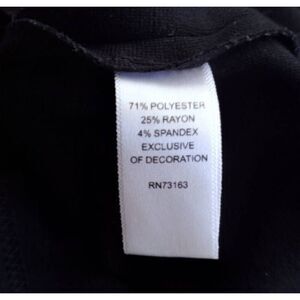 71% POLYESTER
25% RAYON
4% SPANDEX
EXCLUSIVE
OF DECORATION
RN73163